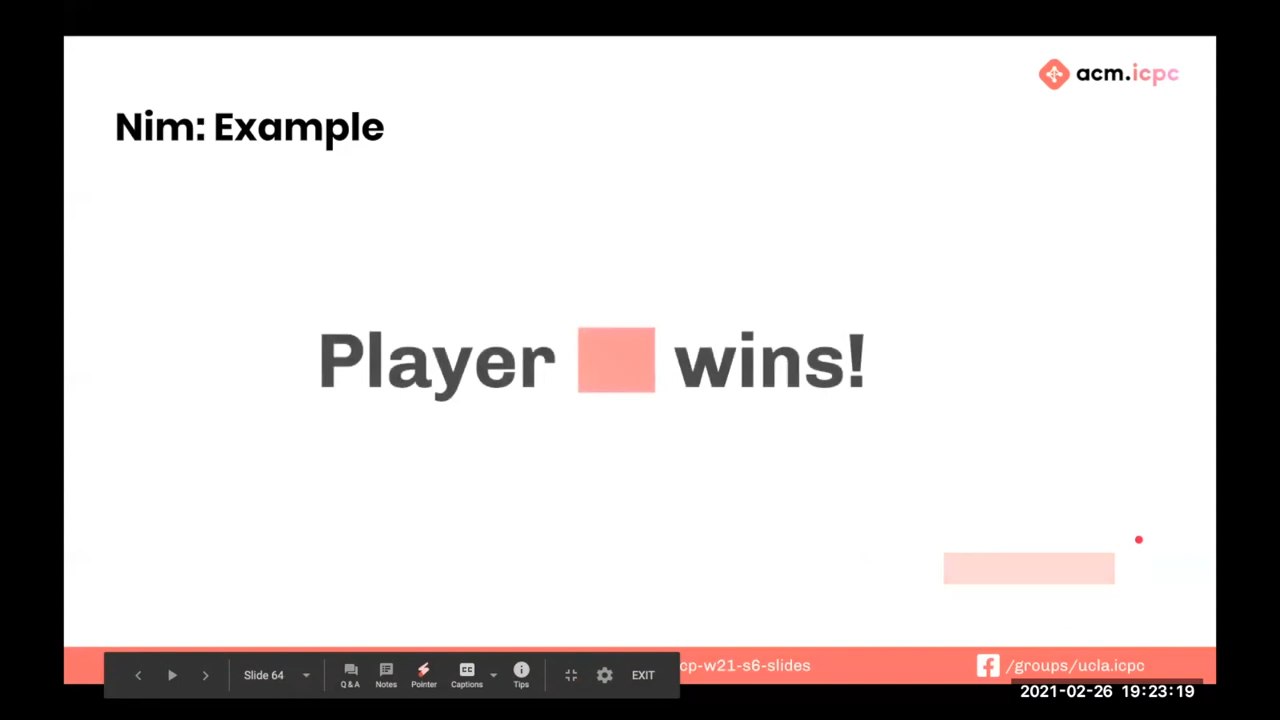 acm.icpc
Nim: Example
Player wins!
cp-w21-s6-slides
/groups/ucla.icpc
Slide 64
Q&A
Notes
Pointer
CC
Captions
Tips
EXIT
2021-02-26 19:23:19